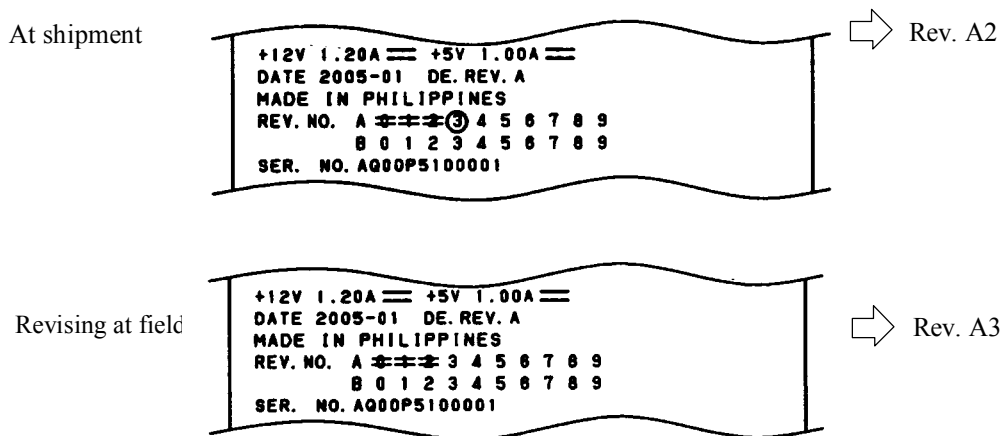 At shipment
Rev. A2
+12V 1.20A +5V 1.00A
DATE 2005-01 DE. REV. A
MADE IN PHILIPPINES
REV. NO. A 0 1 2 3 4 5 6 7 8 9
B 0 1 2 3 4 5 6 7 8 9
SER. NO. AQ00P5100001
Revising at field
Rev. A3
+12V 1.20A +5V 1.00A
DATE 2005-01 DE. REV. A
MADE IN PHILIPPINES
REV. NO. A 0 1 2 3 4 5 6 7 8 9
B 0 1 2 3 4 5 6 7 8 9
SER. NO. AQ00P5100001